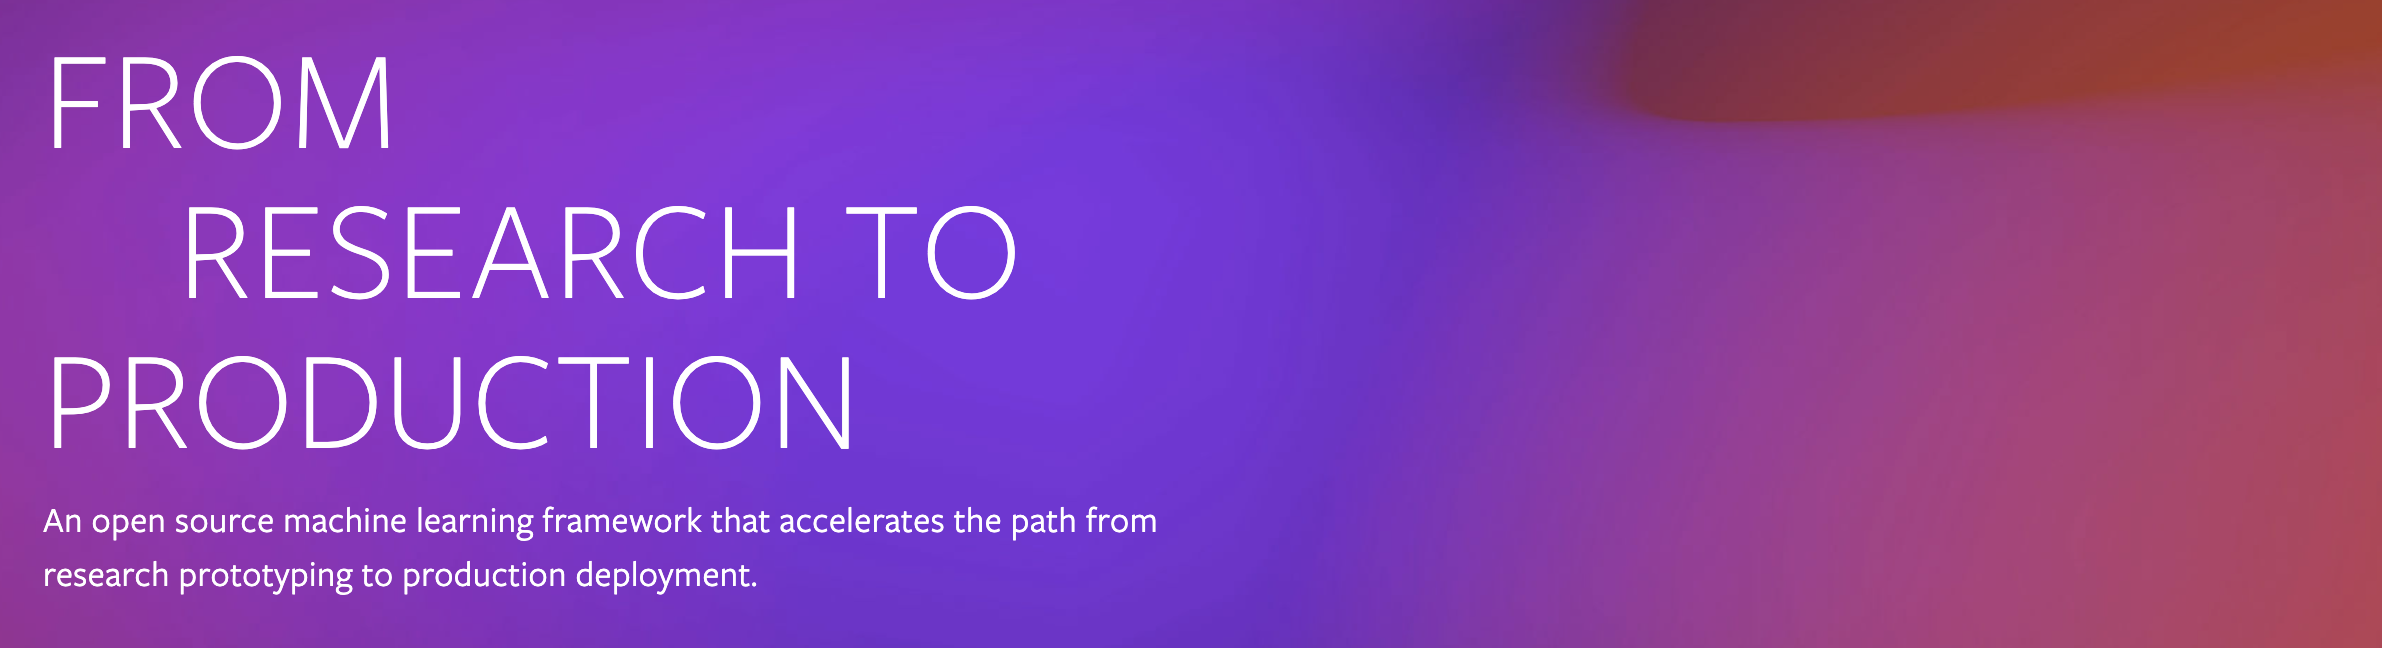 FROM
RESEARCH TO
PRODUCTION
An open source machine learning framework that accelerates the path from
research prototyping to production deployment.